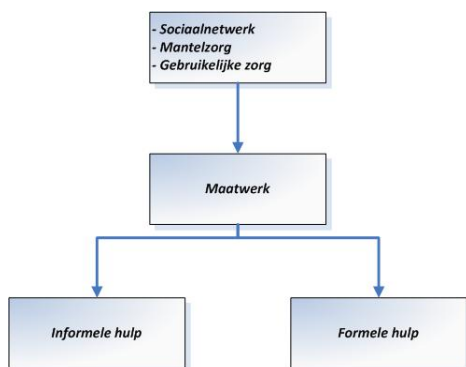 - Sociaalnetwerk
- Mantelzorg
- Gebruikelijke zorg
Maatwerk
Informele hulp
Formele hulp